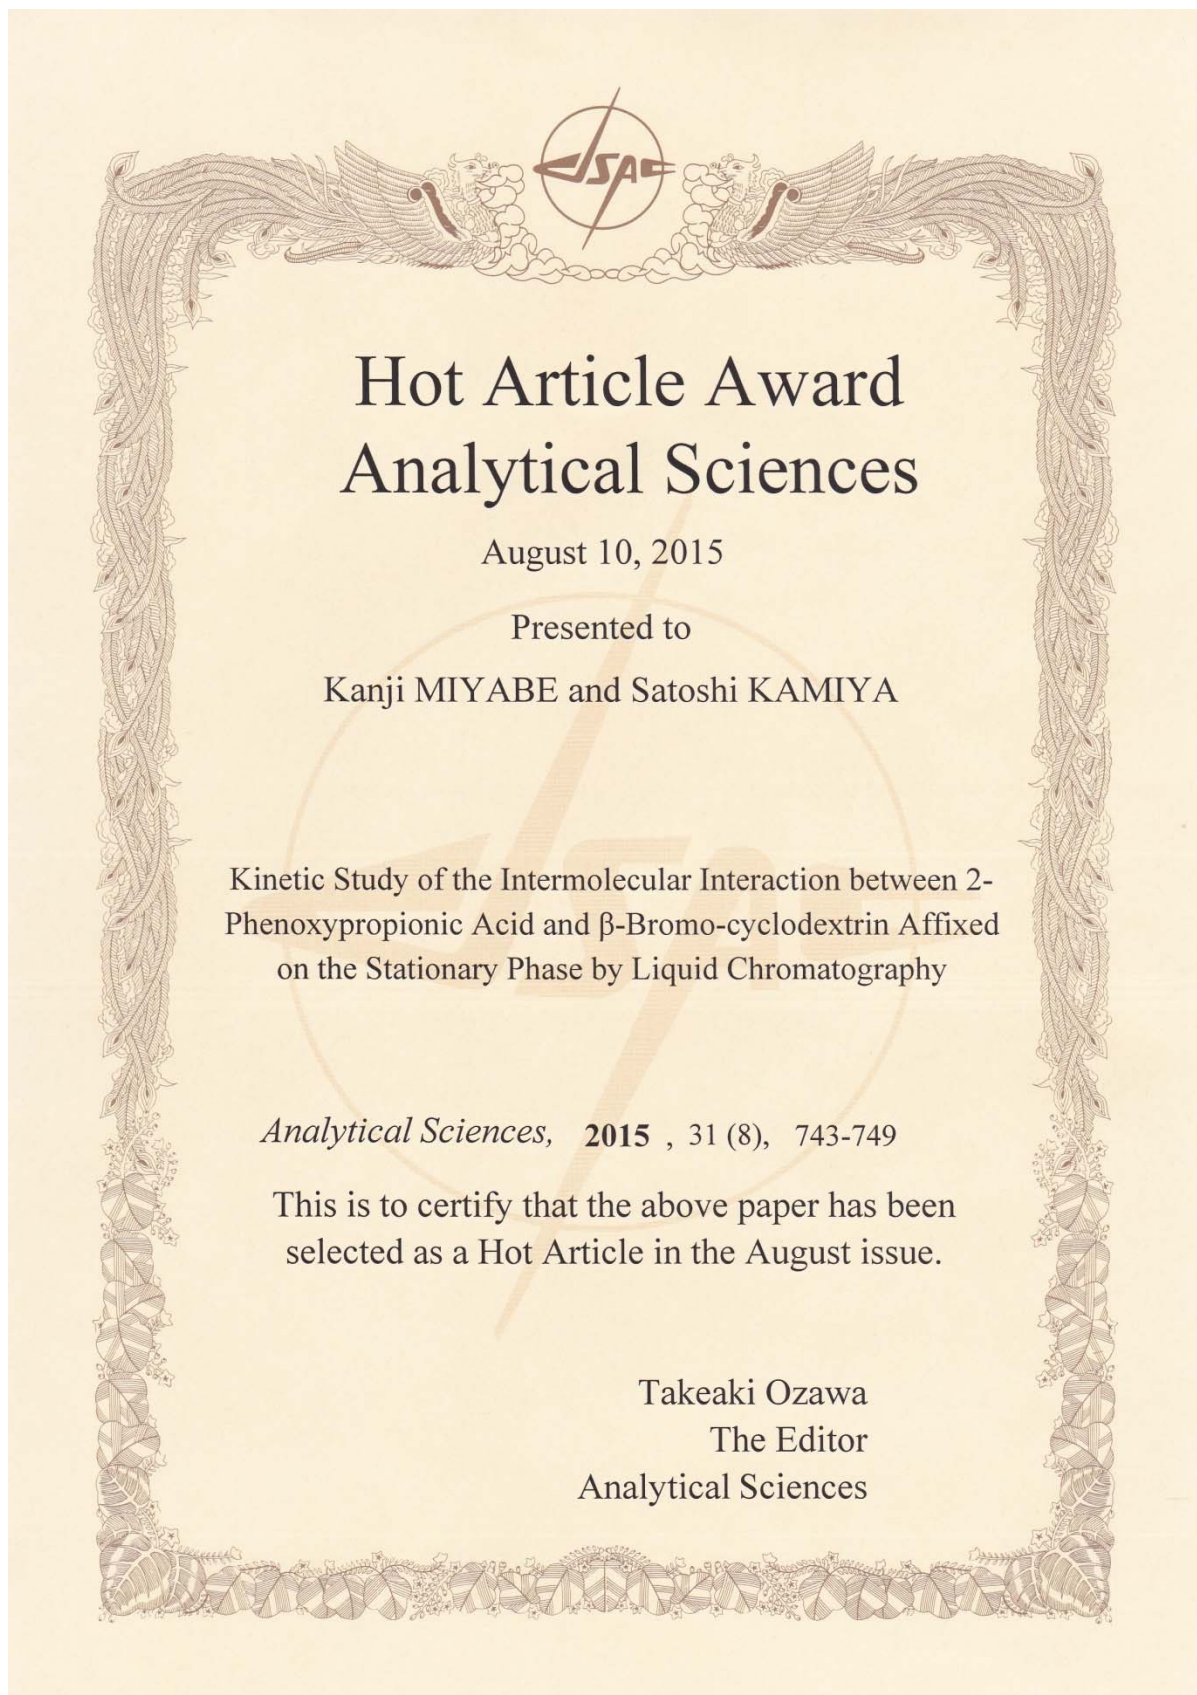 JSAC
Hot Article Award
Analytical Sciences
August 10, 2015
Presented to
Kanji MIYABE and Satoshi KAMIYA
Kinetic Study of the Intermolecular Interaction between 2-
Phenoxypropionic Acid and β-Bromo-cyclodextrin Affixed
on the Stationary Phase by Liquid Chromatography
Analytical Sciences, 2015 , 31 (8), 743-749
This is to certify that the above paper has been
selected as a Hot Article in the August issue.
Takeaki Ozawa
The Editor
Analytical Sciences